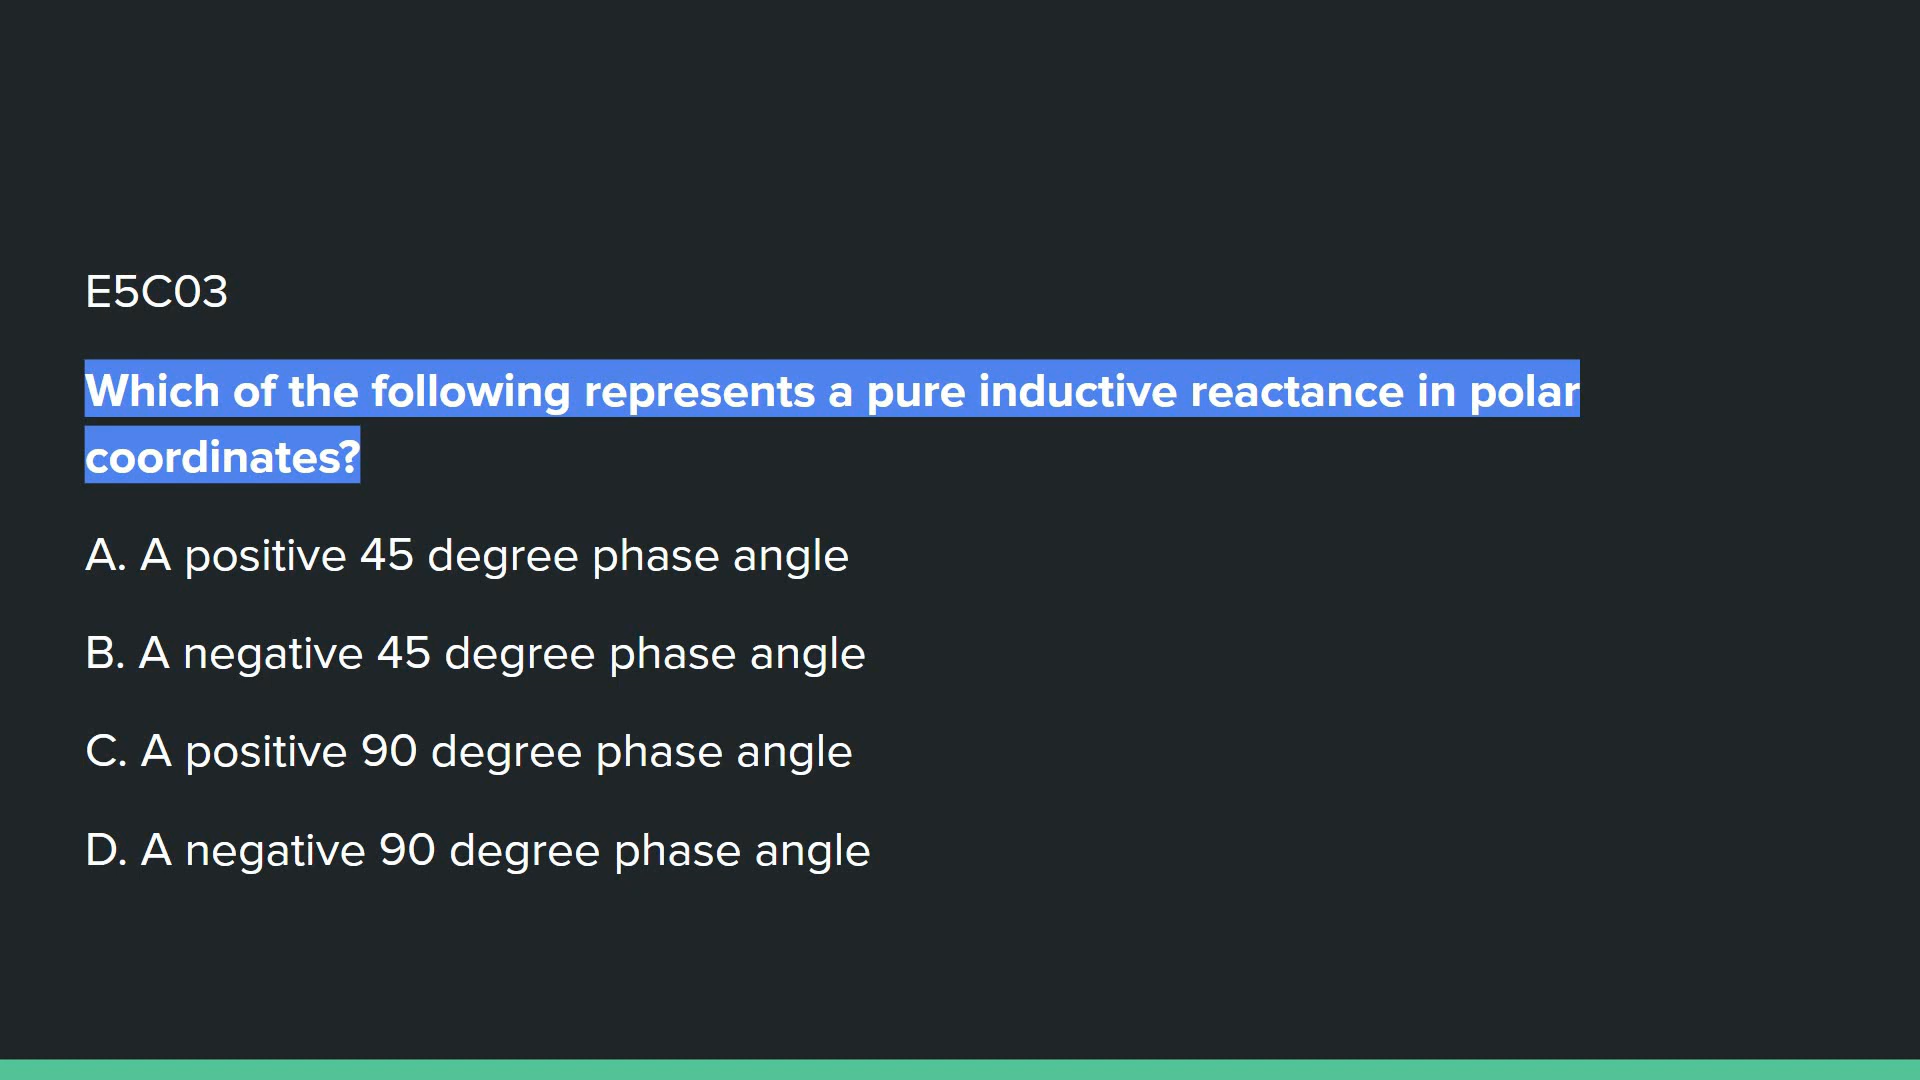 E5C03
Which of the following represents a pure inductive reactance in polar
coordinates?
A. A positive 45 degree phase angle
B. A negative 45 degree phase angle
C. A positive 90 degree phase angle
D. A negative 90 degree phase angle